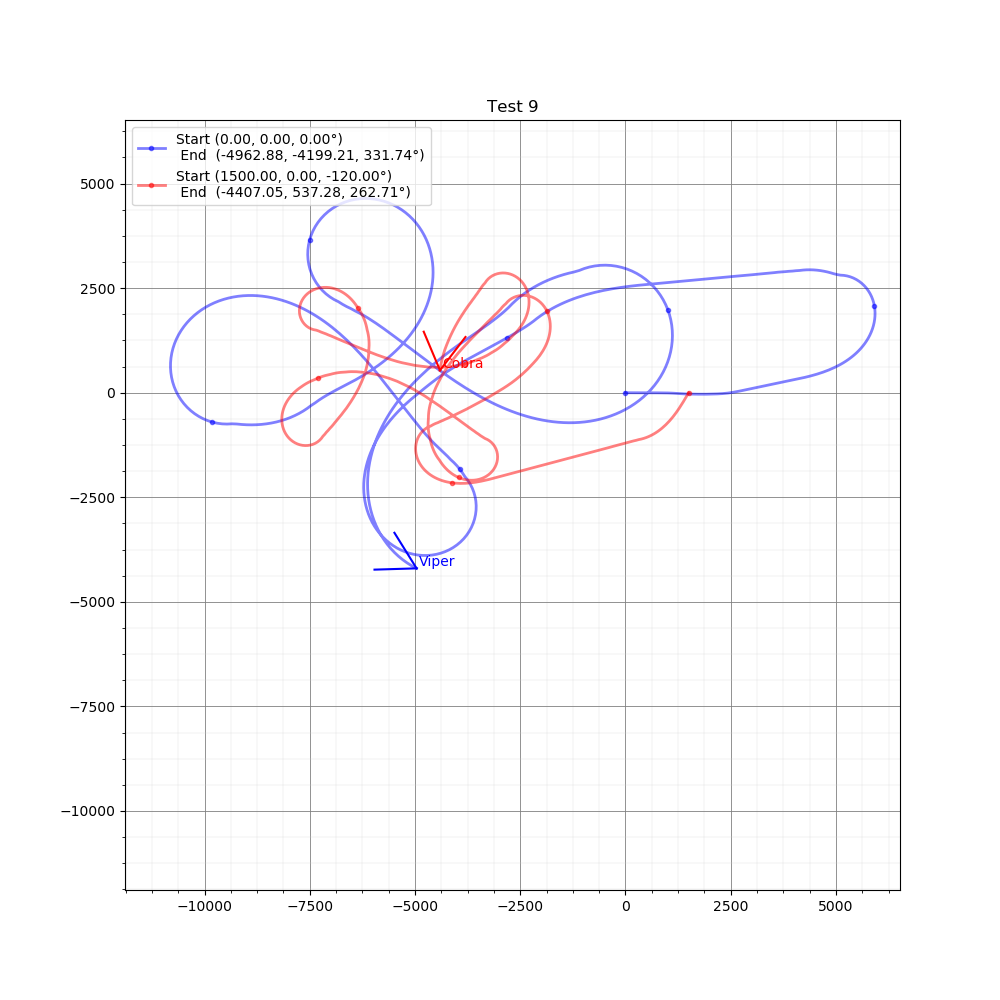 Test 9
Start (0.00, 0.00, 0.00°)
End  (-4962.88, -4199.21, 331.74°)
Start (1500.00, 0.00, -120.00°)
End  (-4407.05, 537.28, 262.71°)
5000
2500
0
−2500
−5000
−7500
−10000
Cobra
Viper
−10000 −7500 −5000 −2500 0 2500 5000